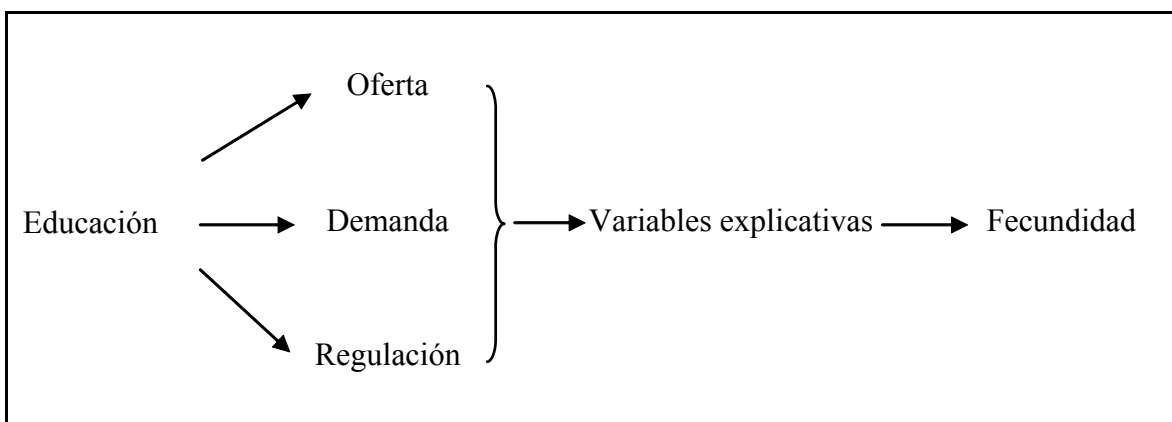 Oferta
Educación Demanda Variables explicativas Fecundidad
Regulación